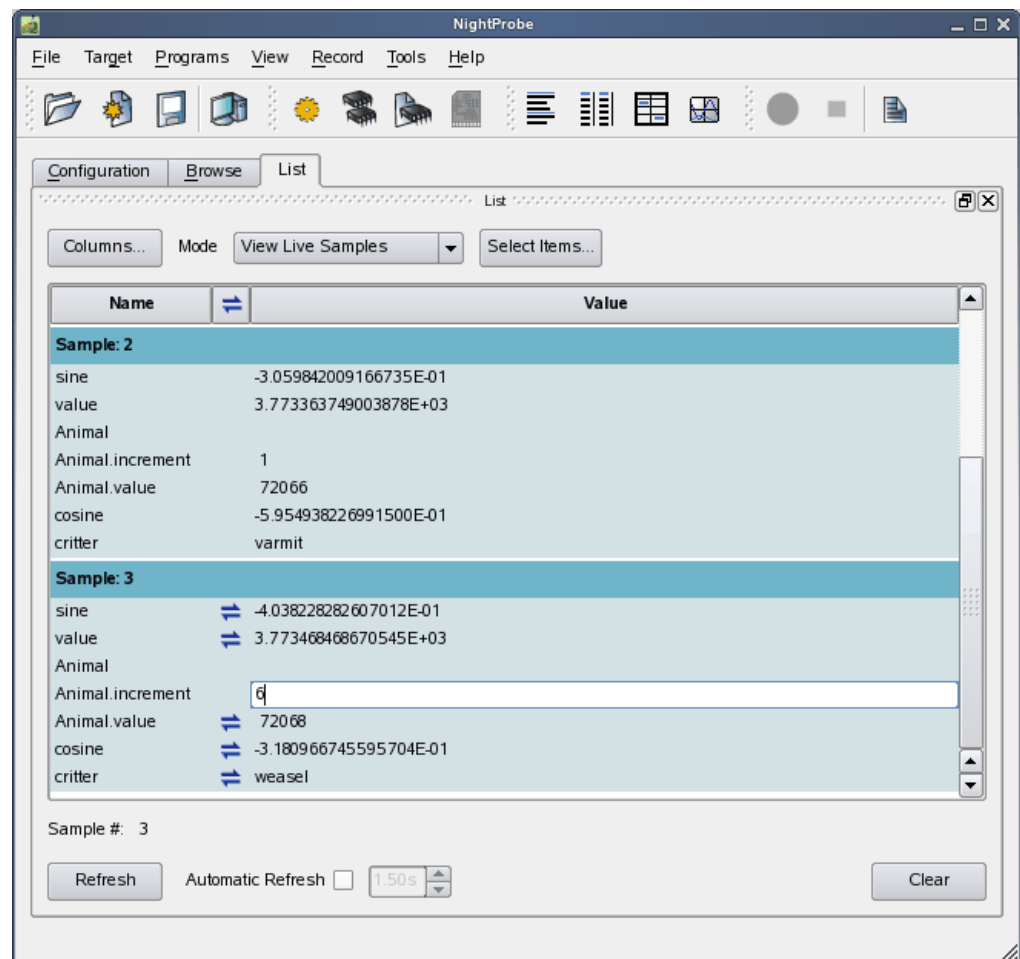 NightProbe
File Target Programs View Record Tools Help
Configuration Browse List
List
Columns... Mode View Live Samples Select Items...
Name Value
Sample: 2
sine -3.059842009166735E-01
value 3.773363749003878E+03
Animal
Animal.increment 1
Animal.value 72066
cosine -5.954938226991500E-01
critter varmit
Sample: 3
sine -4.038228282607012E-01
value 3.773468468670545E+03
Animal
Animal.increment 6
Animal.value 72068
cosine -3.180966745595704E-01
critter weasel
Sample #: 3
Refresh Automatic Refresh 1.50s Clear